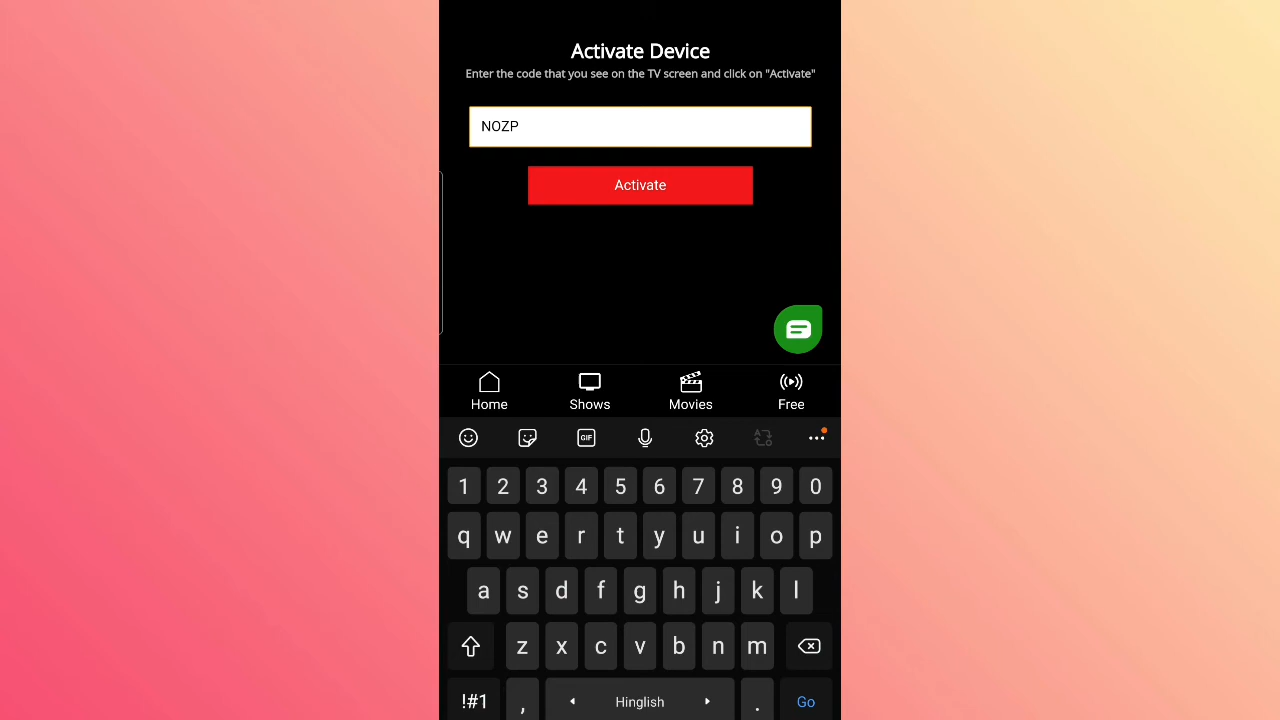 Activate Device
Enter the code that you see on the TV screen and click on "Activate"
NOZP
Activate
Home Shows Movies Free
GIF
1 2 3 4 5 6 7 8 9 0
q w e r t y u i o p
a s d f g h j k l
z x c v b n m
!#1 , Hinglish . Go